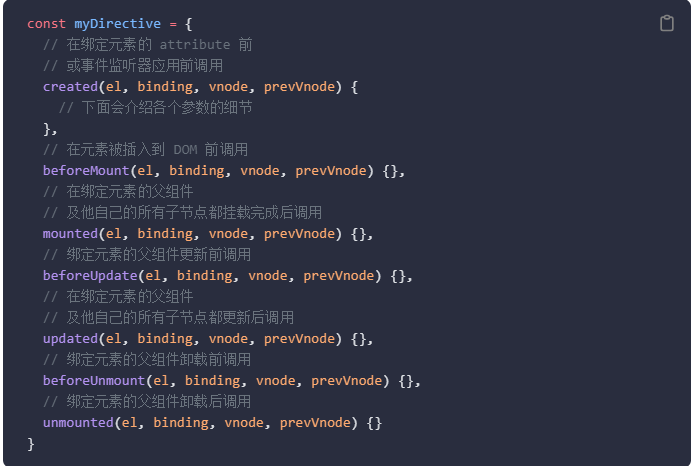 const myDirective = {
  // 在绑定元素的 attribute 前
  // 或事件监听器应用前调用
  created(el, binding, vnode, prevVnode) {
    // 下面会介绍各个参数的细节
  },
  // 在元素被插入到 DOM 前调用
  beforeMount(el, binding, vnode, prevVnode) {},
  // 在绑定元素的父组件
  // 及他自己的所有子节点都挂载完成后调用
  mounted(el, binding, vnode, prevVnode) {},
  // 绑定元素的父组件更新前调用
  beforeUpdate(el, binding, vnode, prevVnode) {},
  // 在绑定元素的父组件
  // 及他自己的所有子节点都更新后调用
  updated(el, binding, vnode, prevVnode) {},
  // 绑定元素的父组件卸载前调用
  beforeUnmount(el, binding, vnode, prevVnode) {},
  // 绑定元素的父组件卸载后调用
  unmounted(el, binding, vnode, prevVnode) {}
}